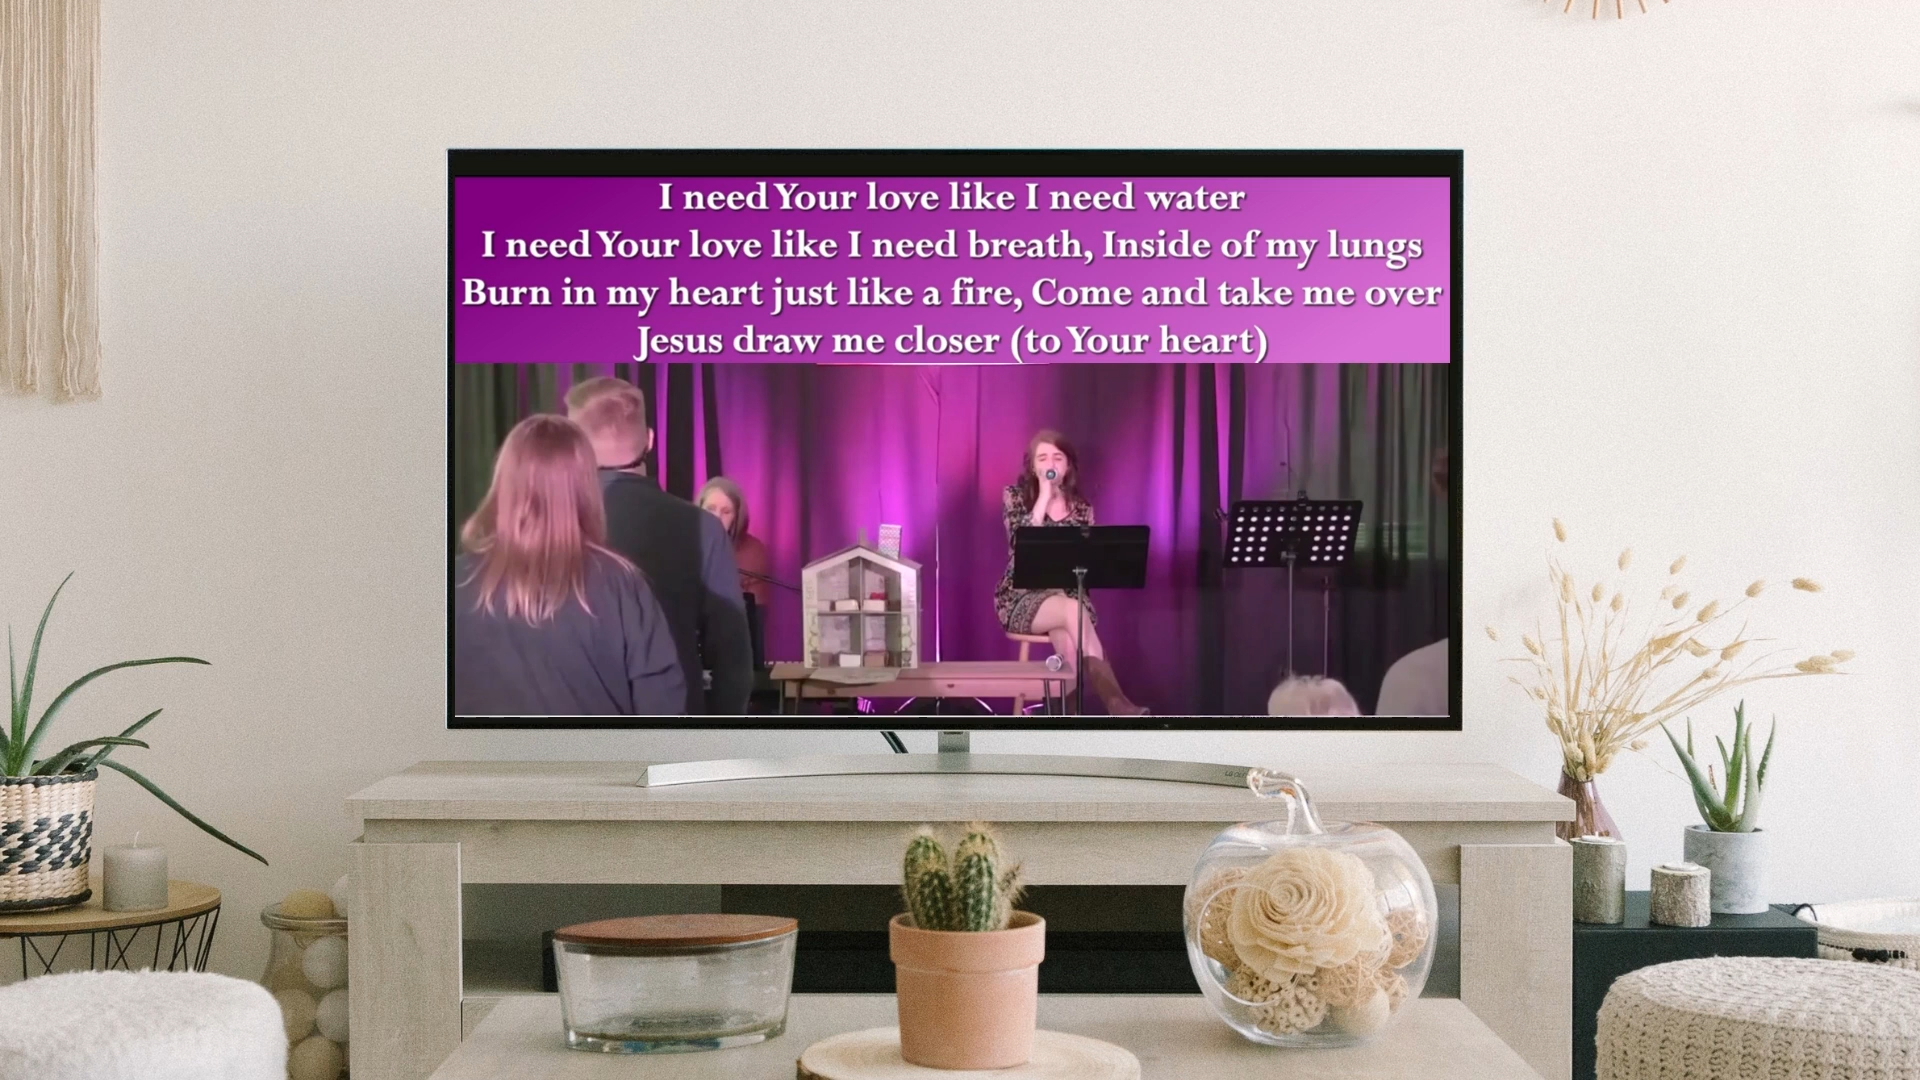 I need Your love like I need water
I need Your love like I need breath, Inside of my lungs
Burn in my heart just like a fire, Come and take me over
Jesus draw me closer (to Your heart)